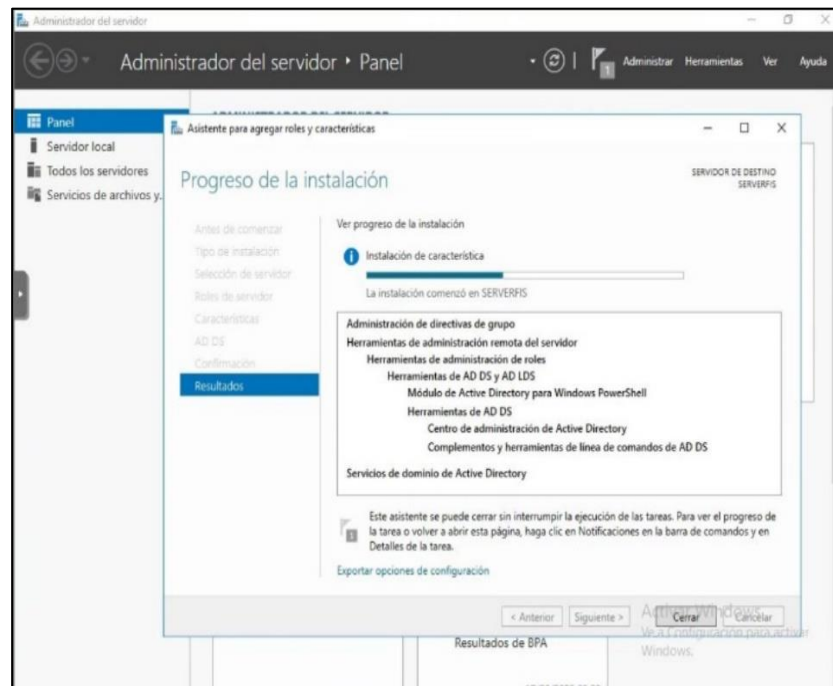 Administrador del servidor
Administrador del servidor • Panel
1
Administrar Herramientas Ver Ayuda
Panel
Servidor local
Todos los servidores
Servicios de archivos y
Asistente para agregar roles y características
Progreso de la instalación
SERVIDOR DE DESTINO
SERVERFIS
Antes de comenzar
Tipo de instalación
Selección de servidor
Roles de servidor
Características
AD DS
Confirmación
Resultados
Ver progreso de la instalación
Instalación de característica
La instalación comenzó en SERVERFIS
Administración de directivas de grupo
Herramientas de administración remota del servidor
Herramientas de administración de roles
Herramientas de AD DS y AD LDS
Módulo de Active Directory para Windows PowerShell
Herramientas de AD DS
Centro de administración de Active Directory
Complementos y herramientas de línea de comandos de AD DS
Servicios de dominio de Active Directory
1
Este asistente se puede cerrar sin interrumpir la ejecución de las tareas. Para ver el progreso de
la tarea o volver a abrir esta página, haga clic en Notificaciones en la barra de comandos y en
Detalles de la tarea.
Exportar opciones de configuración
< Anterior
Siguiente >
Cerrar
Cancelar
Activar Windows
Ve a Configuración para activar
Windows.
Resultados de BPA